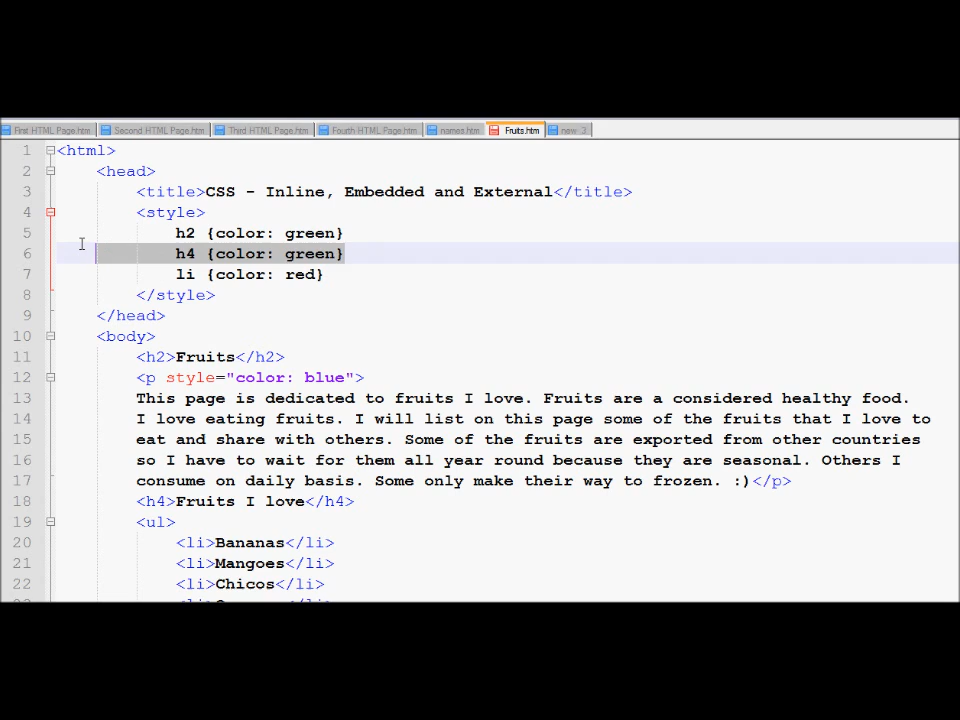 First HTML Page.htm Second HTML Page.htm Third HTML Page.htm Fourth HTML Page.htm names.htm Fruits.htm new 3
1 <html>
2 <head>
3 <title>CSS - Inline, Embedded and External</title>
4 <style>
5 h2 {color: green}
6 h4 {color: green}
7 li {color: red}
8 </style>
9 </head>
10 <body>
11 <h2>Fruits</h2>
12 <p style="color: blue">
13 This page is dedicated to fruits I love. Fruits are a considered healthy food.
14 I love eating fruits. I will list on this page some of the fruits that I love to
15 eat and share with others. Some of the fruits are exported from other countries
16 so I have to wait for them all year round because they are seasonal. Others I
17 consume on daily basis. Some only make their way to frozen. :)</p>
18 <h4>Fruits I love</h4>
19 <ul>
20 <li>Bananas</li>
21 <li>Mangoes</li>
22 <li>Chicos</li>